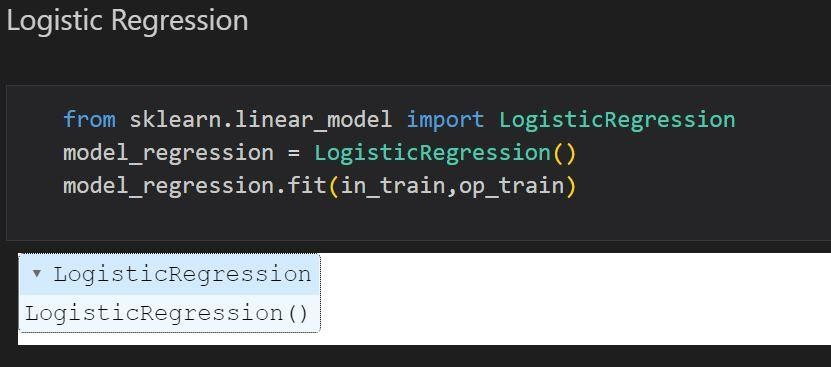 Logistic Regression
from sklearn.linear_model import LogisticRegression
model_regression = LogisticRegression()
model_regression.fit(in_train,op_train)
▾ LogisticRegression
LogisticRegression()